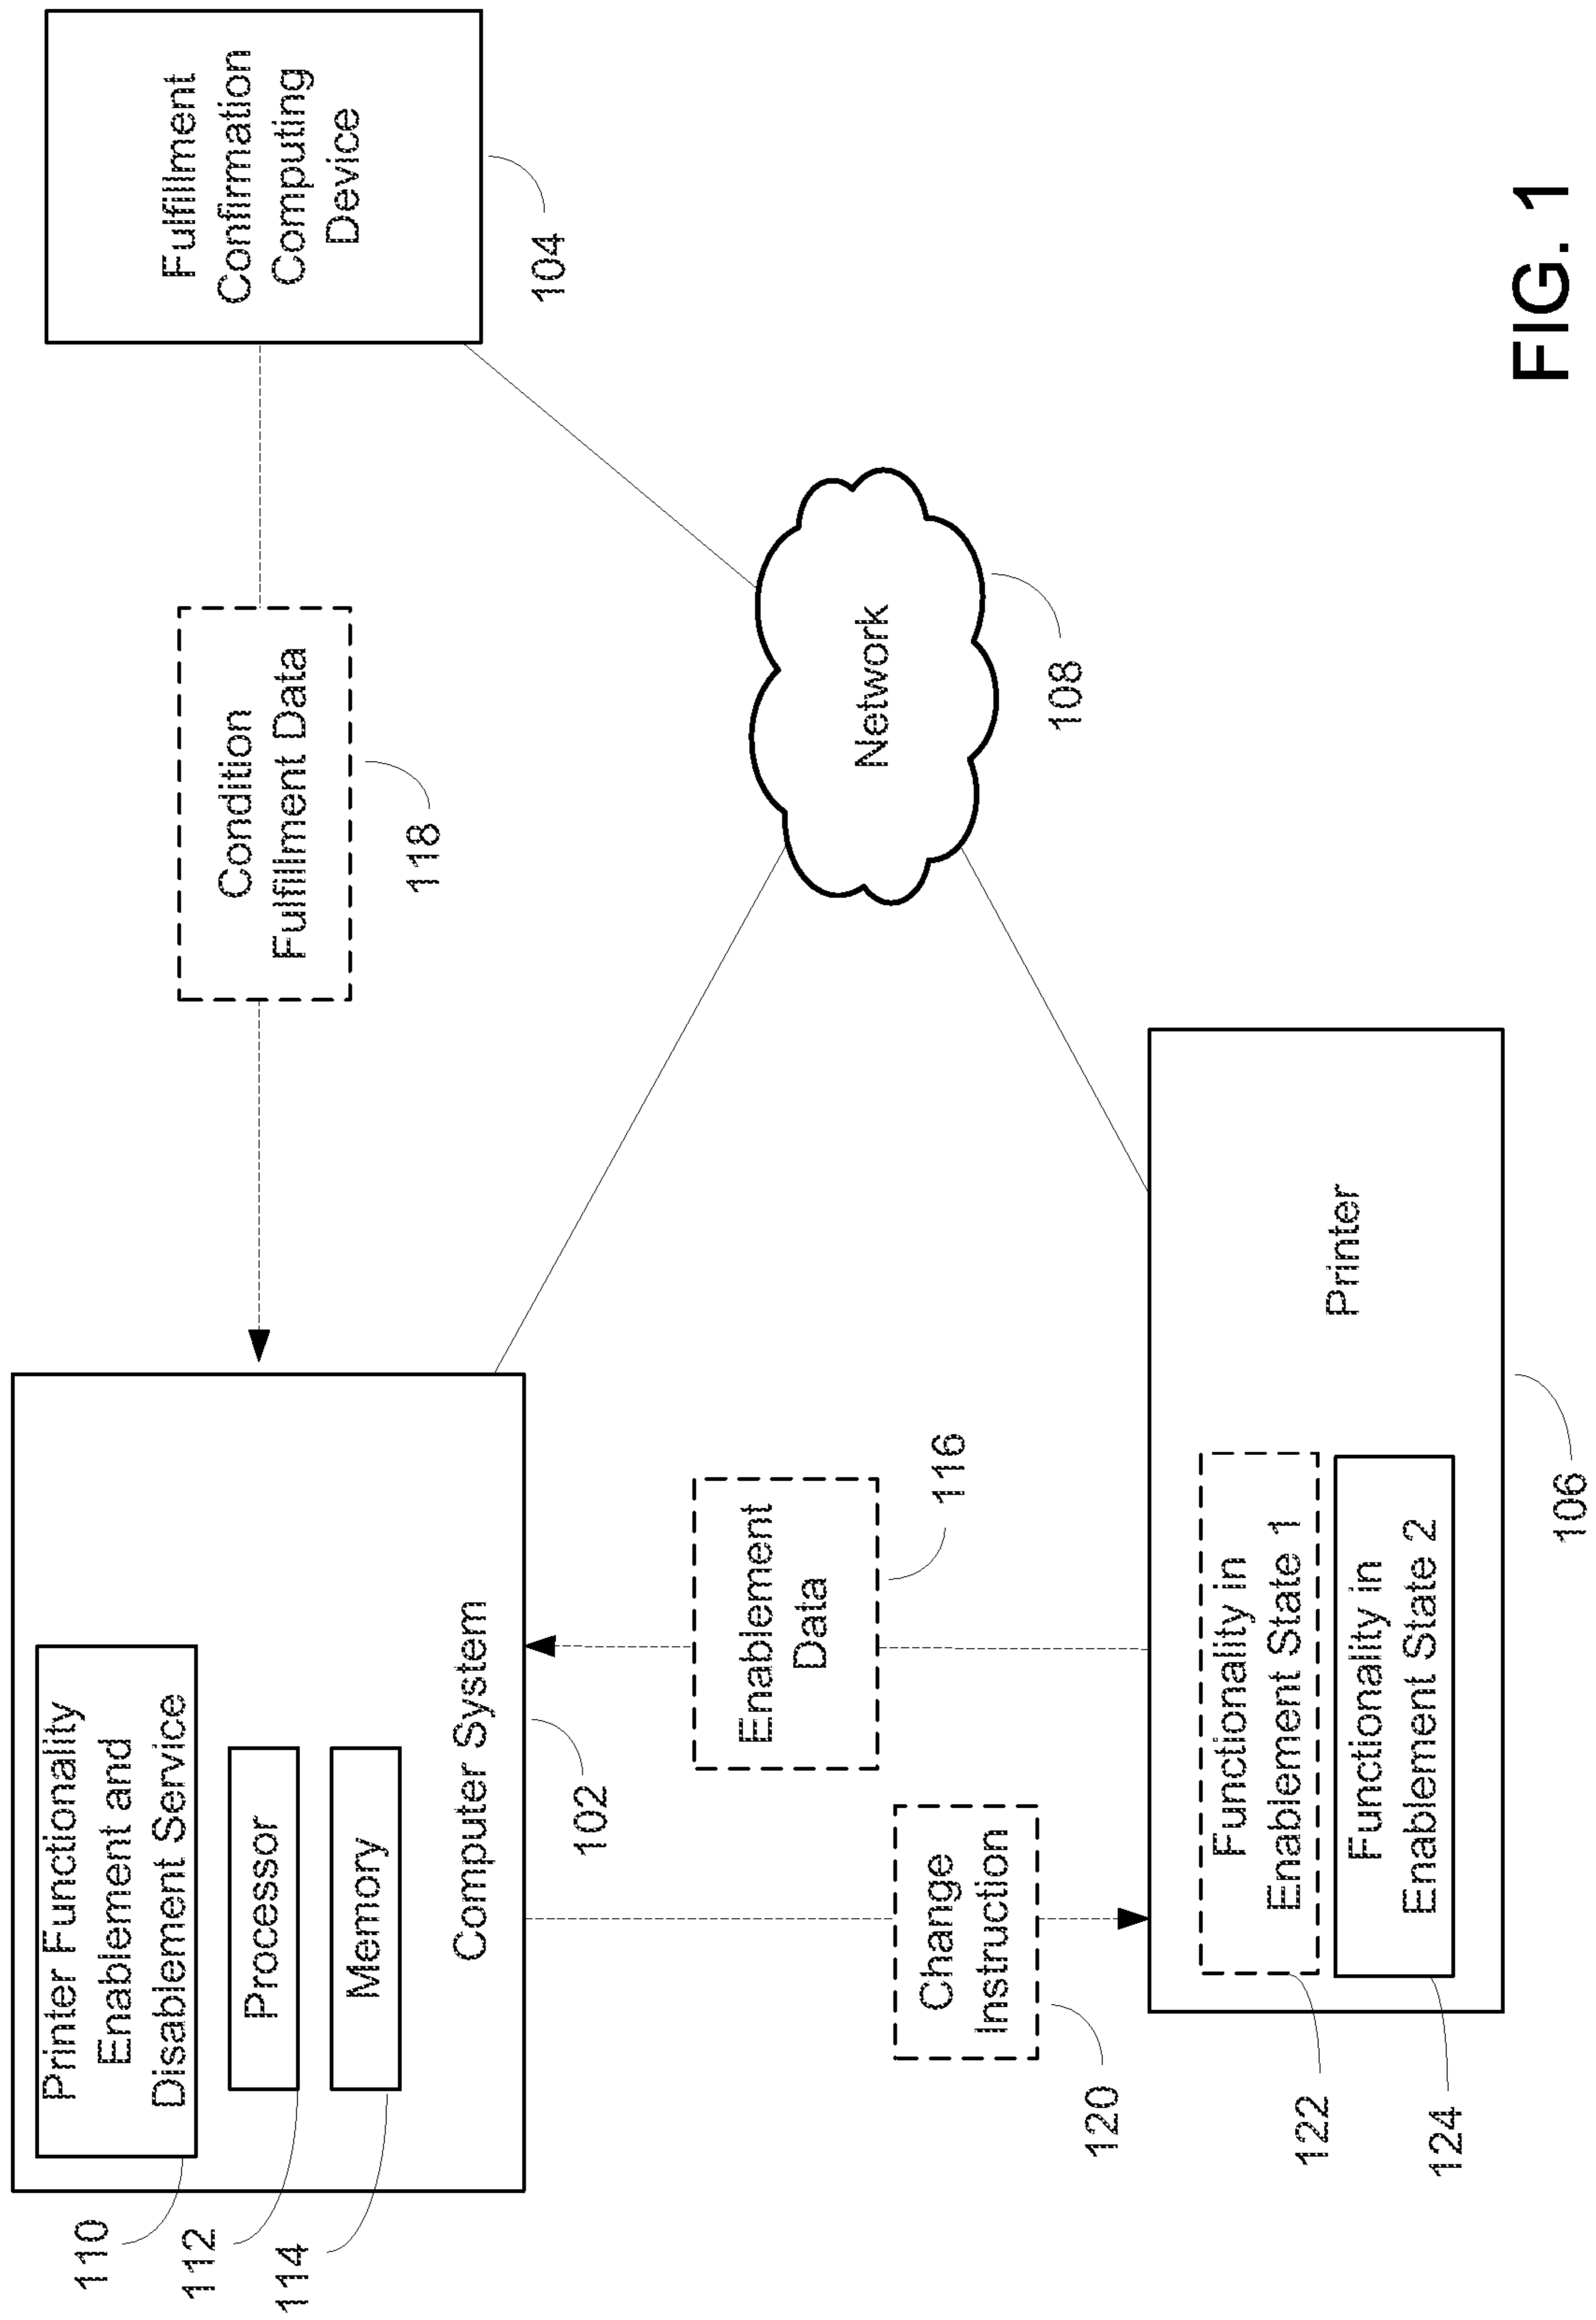 110
Printer Functionality
Enablement and
Disablement Service
112
Processor
114
Memory
Computer System
102
Condition
Fulfillment Data
118
Fulfillment
Confirmation
Computing
Device
104
Enablement
Data
116
Change
Instruction
120
Network
108
122
Functionality in
Enablement State 1
124
Functionality in
Enablement State 2
Printer
106
FIG. 1